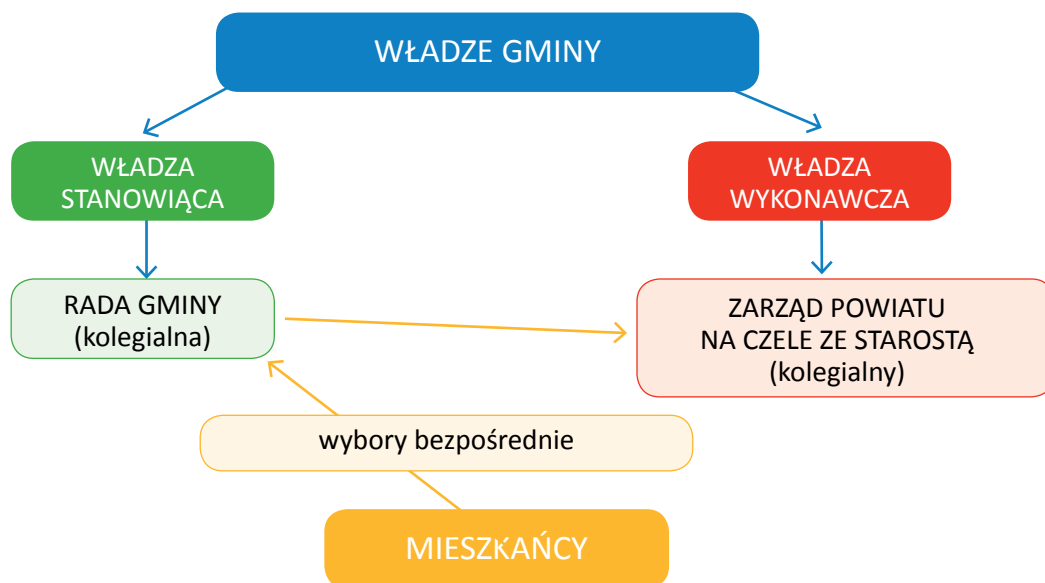 WŁADZE GMINY
WŁADZA
STANOWIĄCA
WŁADZA
WYKONAWCZA
RADA GMINY
(kolegialna)
ZARZĄD POWIATU
NA CZELE ZE STAROSTĄ
(kolegialny)
wybory bezpośrednie
MIESZKAŃCY